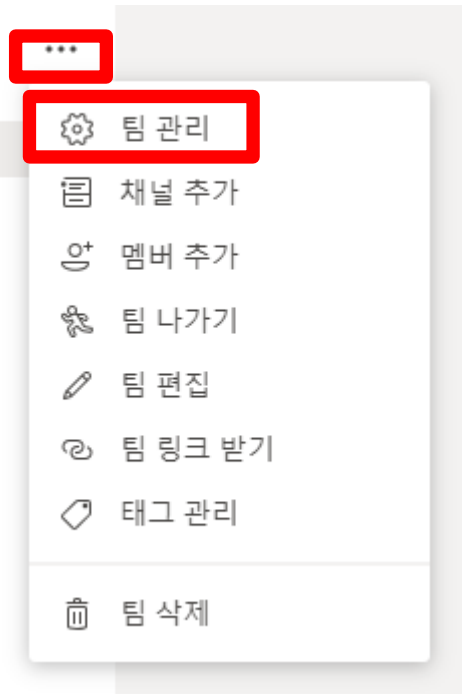 ...
팀 관리
채널 추가
멤버 추가
팀 나가기
팀 편집
팀 링크 받기
태그 관리
팀 삭제